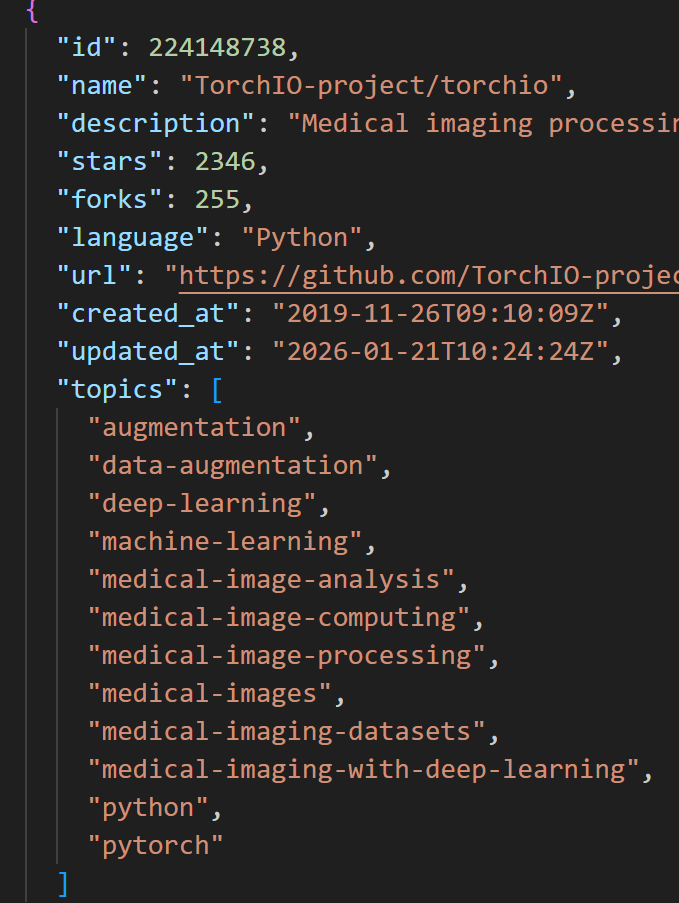 {
"id": 224148738,
"name": "TorchIO-project/torchio",
"description": "Medical imaging
"stars": 2346,
"forks": 255,
"language": "Python",
"url": "https://github.com/TorchIO-projec
"created_at": "2019-11-26T09:10:09Z",
"updated_at": "2026-01-21T10:24:24Z",
"topics": [
"augmentation",
"data-augmentation",
"deep-learning",
"machine-learning",
"medical-image-analysis",
"medical-image-computing",
"medical-image-processing",
"medical-images",
"medical-imaging-datasets",
"medical-imaging-with-deep-learning",
"python",
"pytorch"
]